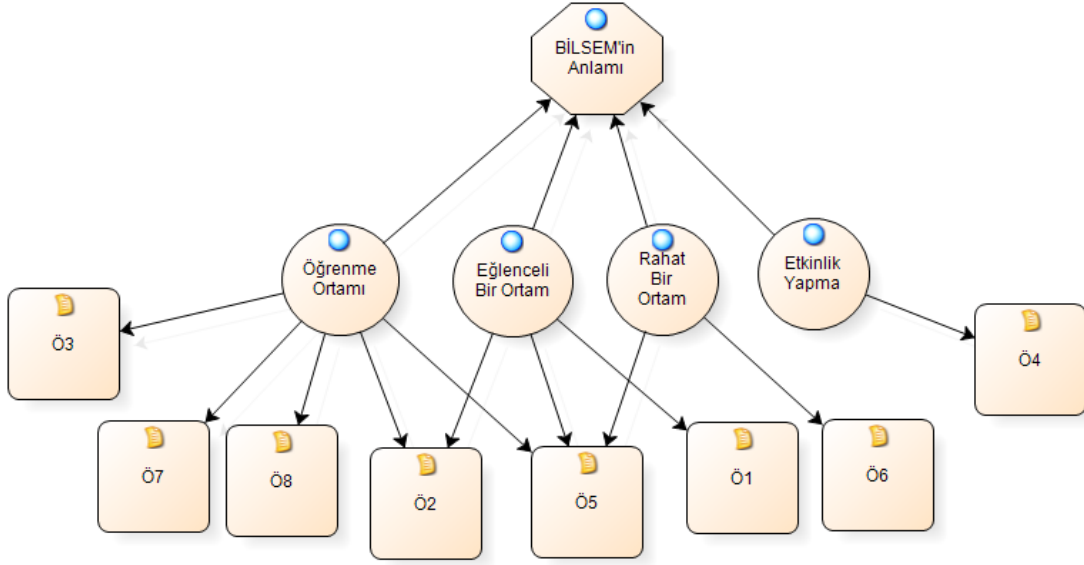 BİLSEM'in
Anlamı
Öğrenme
Ortamı
Eğlenceli
Bir Ortam
Rahat
Bir
Ortam
Etkinlik
Yapma
Ö3
Ö4
Ö7
Ö8
Ö2
Ö5
Ö1
Ö6